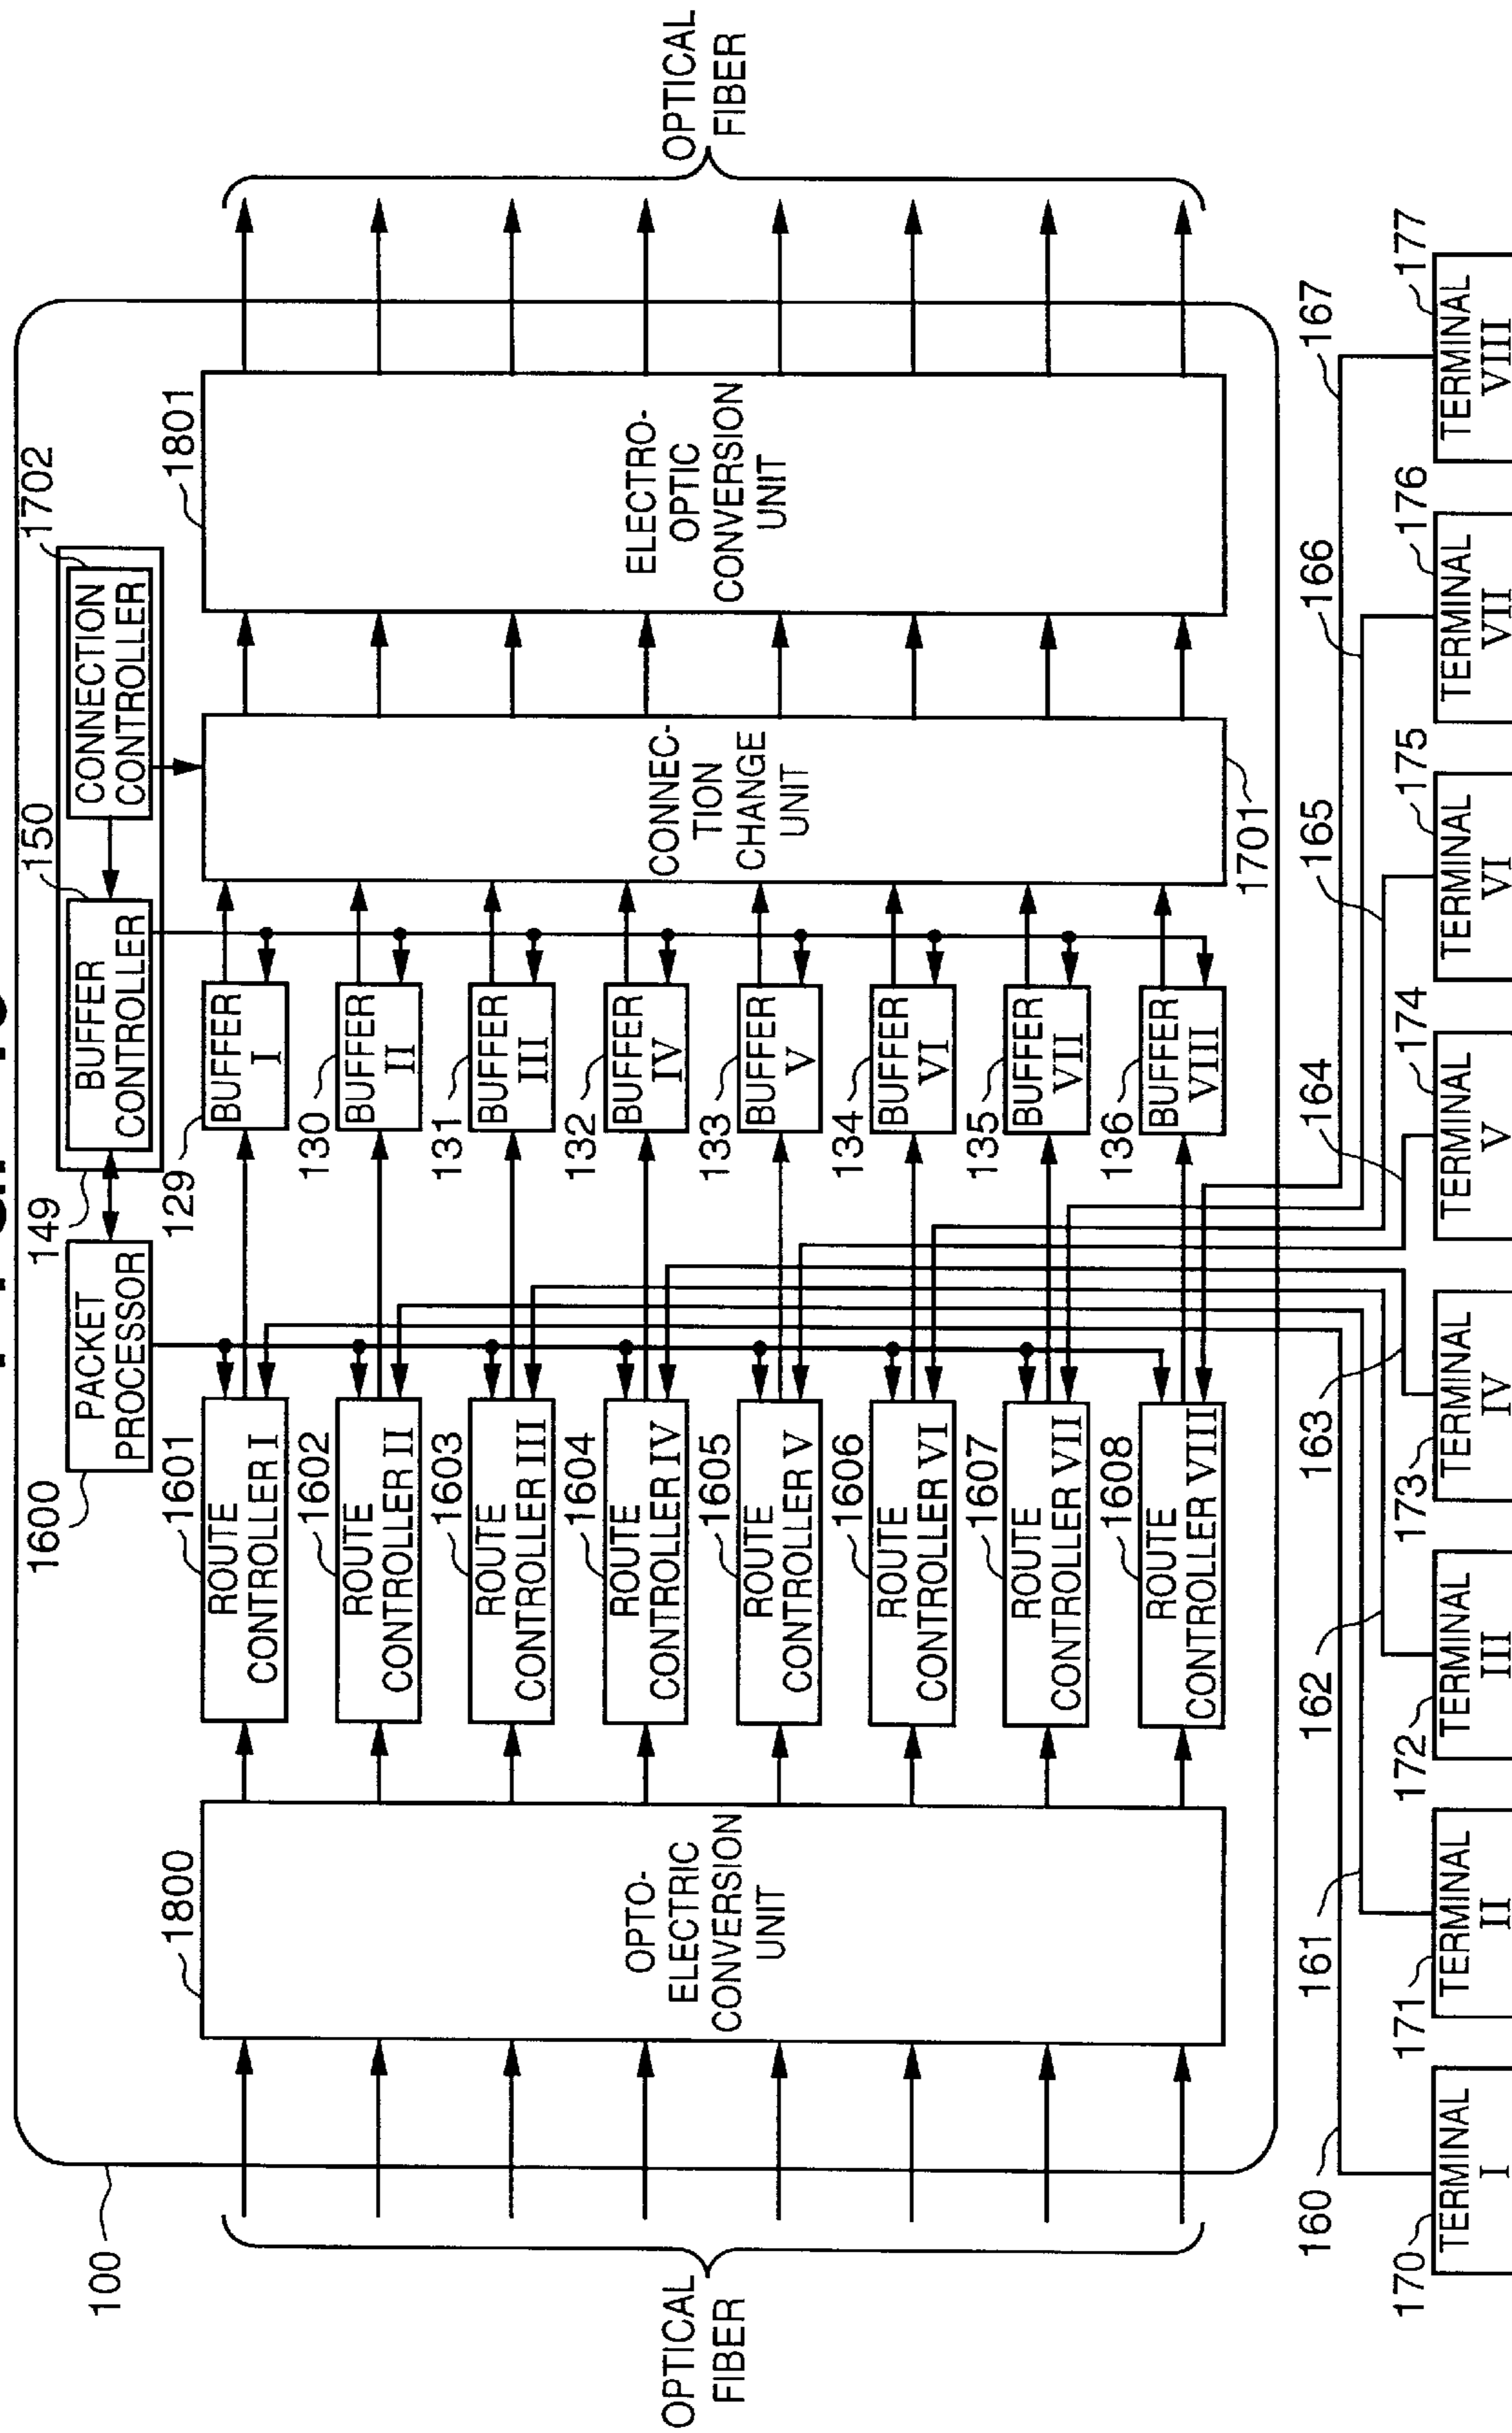 100
1600
PACKET
PROCESSOR
149
BUFFER
CONTROLLER
150
CONNECTION
CONTROLLER
1702
OPTICAL
FIBER
1800
OPTO-
ELECTRIC
CONVERSION
UNIT
1601
ROUTE
CONTROLLER I
1602
ROUTE
CONTROLLER II
1603
ROUTE
CONTROLLER III
1604
ROUTE
CONTROLLER IV
1605
ROUTE
CONTROLLER V
1606
ROUTE
CONTROLLER VI
1607
ROUTE
CONTROLLER VII
1608
ROUTE
CONTROLLER VIII
129
BUFFER
I
130
BUFFER
II
131
BUFFER
III
132
BUFFER
IV
133
BUFFER
V
134
BUFFER
VI
135
BUFFER
VII
136
BUFFER
VIII
CONNEC-
TION
CHANGE
UNIT
1701
1801
ELECTRO-
OPTIC
CONVERSION
UNIT
OPTICAL
FIBER
160
161
162
163
164
165
166
167
170
TERMINAL
I
171
TERMINAL
II
172
TERMINAL
III
173
TERMINAL
IV
174
TERMINAL
V
175
TERMINAL
VI
176
TERMINAL
VII
177
TERMINAL
VIII